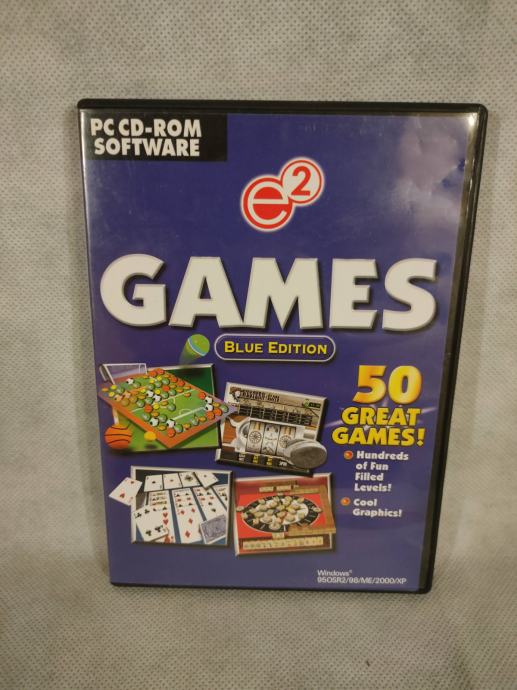 PC CD-ROM
SOFTWARE
e2
GAMES
BLUE EDITION
50
GREAT
GAMES!
Hundreds
of Fun
Filled
Levels!
Cool
Graphics!
Windows®
95OSR2/98/ME/2000/XP